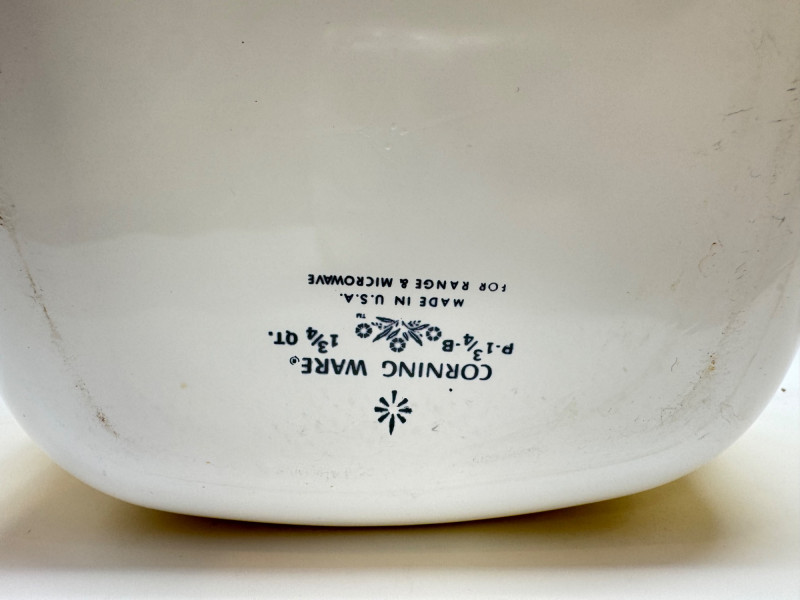 CORNING WARE®
P-1¾-B 1¾ QT.
TM
MADE IN U.S.A.
FOR RANGE & MICROWAVE